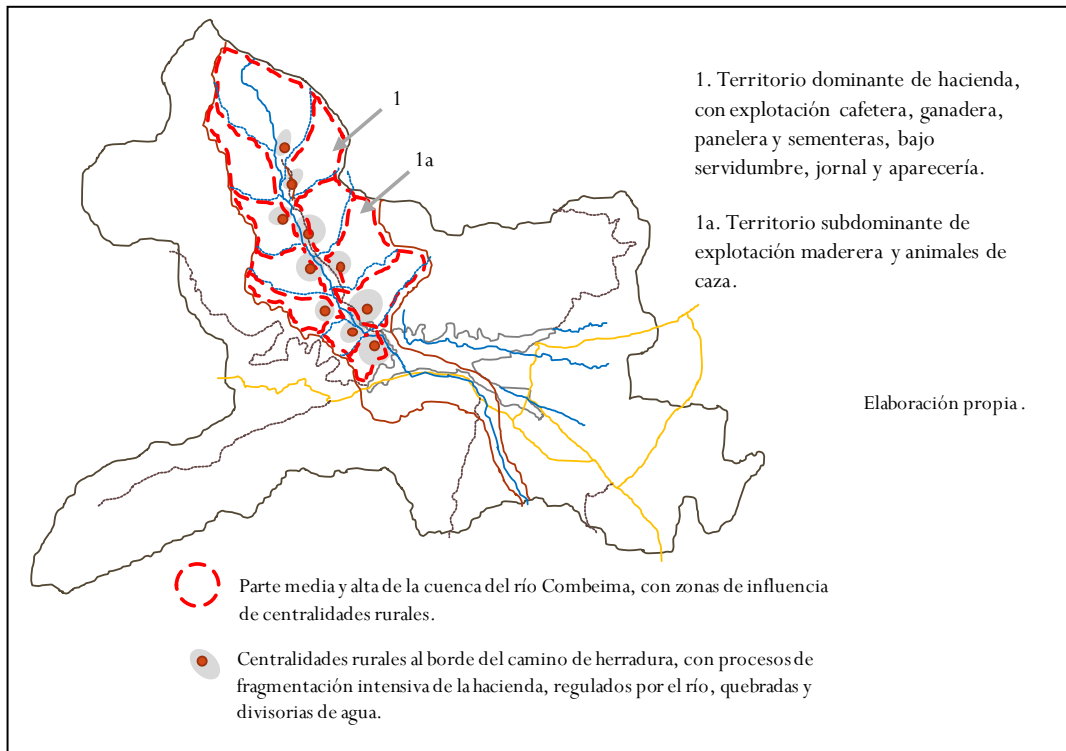 1
1a
1. Territorio dominante de hacienda,
con explotación cafetera, ganadera,
panelera y sementeras, bajo
servidumbre, jornal y aparecería.
1a. Territorio subdominante de
explotación maderera y animales de
caza.
Elaboración propia .
Parte media y alta de la cuenca del río Combeima, con zonas de influencia
de centralidades rurales.
Centralidades rurales al borde del camino de herradura, con procesos de
fragmentación intensiva de la hacienda, regulados por el río, quebradas y
divisorias de agua.